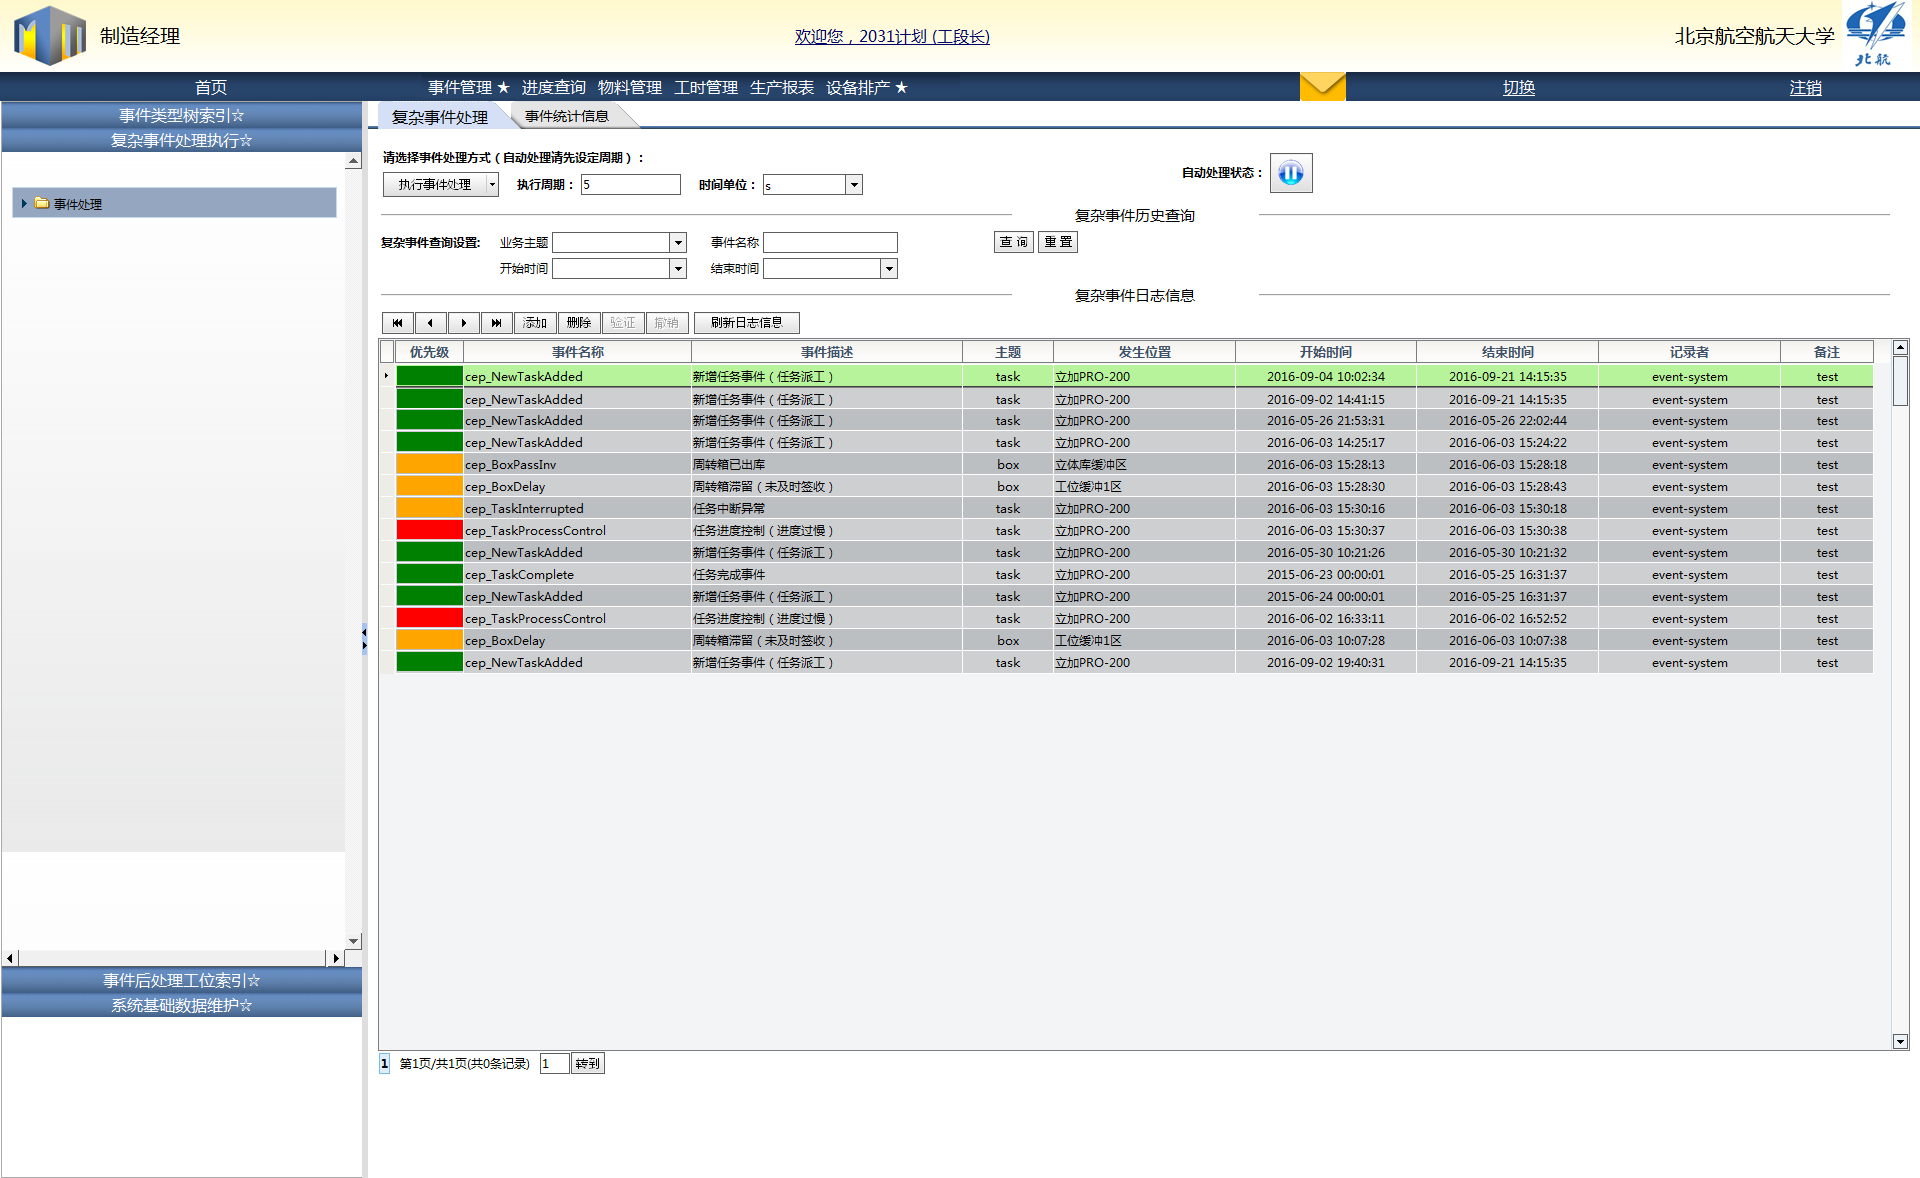 制造经理
欢迎您，2031计划 (工段长)
北京航空航天大学
北航
首页 事件管理 ★ 进度查询 物料管理 工时管理 生产报表 设备排产 ★ 切换 注销
事件类型树索引☆
复杂事件处理执行☆
事件处理
事件后处理工位索引☆
系统基础数据维护☆
复杂事件处理 事件统计信息
请选择事件处理方式（自动处理请先设定周期）：
执行事件处理 执行周期： 5 时间单位： s 自动处理状态：
复杂事件历史查询
复杂事件查询设置: 业务主题 事件名称 查 询 重 置
开始时间 结束时间
复杂事件日志信息
添加 删除 验证 撤销 刷新日志信息
优先级 事件名称 事件描述 主题 发生位置 开始时间 结束时间 记录者 备注
cep_NewTaskAdded 新增任务事件（任务派工） task 立加PRO-200 2016-09-04 10:02:34 2016-09-21 14:15:35 event-system test
cep_NewTaskAdded 新增任务事件（任务派工） task 立加PRO-200 2016-09-02 14:41:15 2016-09-21 14:15:35 event-system test
cep_NewTaskAdded 新增任务事件（任务派工） task 立加PRO-200 2016-05-26 21:53:31 2016-05-26 22:02:44 event-system test
cep_NewTaskAdded 新增任务事件（任务派工） task 立加PRO-200 2016-06-03 14:25:17 2016-06-03 15:24:22 event-system test
cep_BoxPassInv 周转箱已出库 box 立体库缓冲区 2016-06-03 15:28:13 2016-06-03 15:28:18 event-system test
cep_BoxDelay 周转箱滞留（未及时签收） box 工位缓冲1区 2016-06-03 15:28:30 2016-06-03 15:28:43 event-system test
cep_TaskInterrupted 任务中断异常 task 立加PRO-200 2016-06-03 15:30:16 2016-06-03 15:30:18 event-system test
cep_TaskProcessControl 任务进度控制（进度过慢） task 立加PRO-200 2016-06-03 15:30:37 2016-06-03 15:30:38 event-system test
cep_NewTaskAdded 新增任务事件（任务派工） task 立加PRO-200 2016-05-30 10:21:26 2016-05-30 10:21:32 event-system test
cep_TaskComplete 任务完成事件 task 立加PRO-200 2015-06-23 00:00:01 2016-05-25 16:31:37 event-system test
cep_NewTaskAdded 新增任务事件（任务派工） task 立加PRO-200 2015-06-24 00:00:01 2016-05-25 16:31:37 event-system test
cep_TaskProcessControl 任务进度控制（进度过慢） task 立加PRO-200 2016-06-02 16:33:11 2016-06-02 16:52:52 event-system test
cep_BoxDelay 周转箱滞留（未及时签收） box 工位缓冲1区 2016-06-03 10:07:28 2016-06-03 10:07:38 event-system test
cep_NewTaskAdded 新增任务事件（任务派工） task 立加PRO-200 2016-09-02 19:40:31 2016-09-21 14:15:35 event-system test
1 第1页/共1页(共0条记录) 1 转到